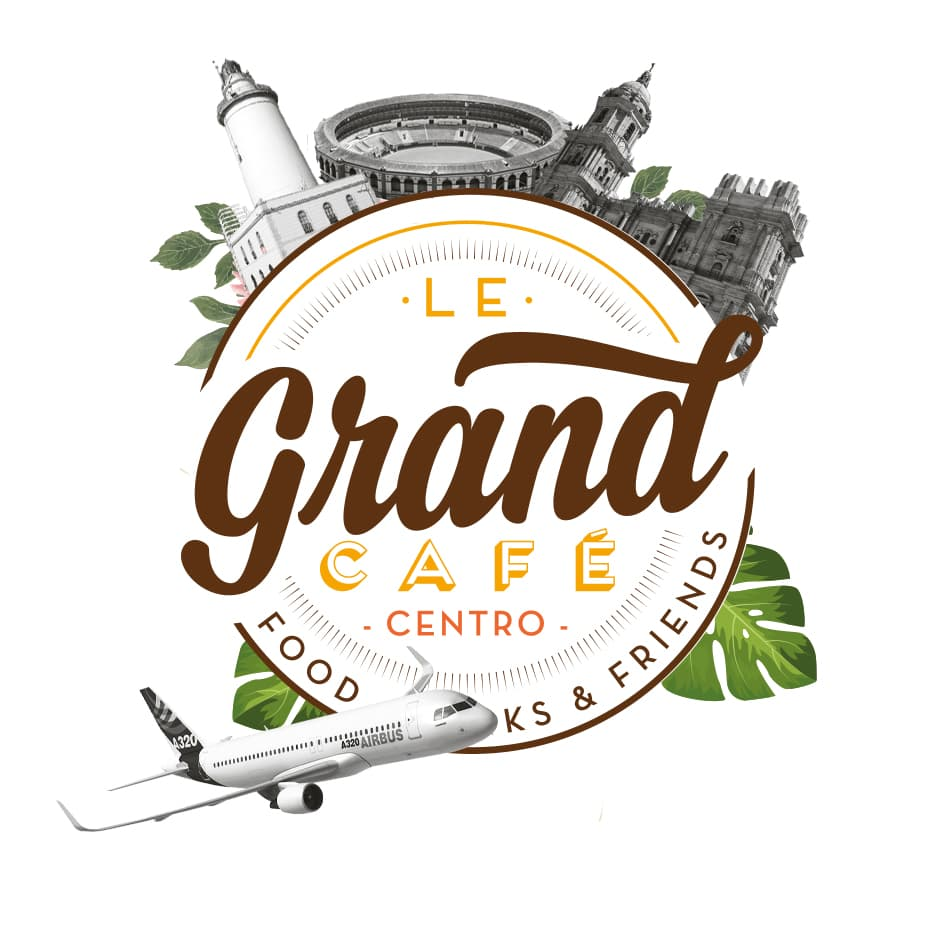 · LE ·
Grand
CAFÉ
- CENTRO -
FOOD KS & FRIENDS
A320
A320 AIRBUS